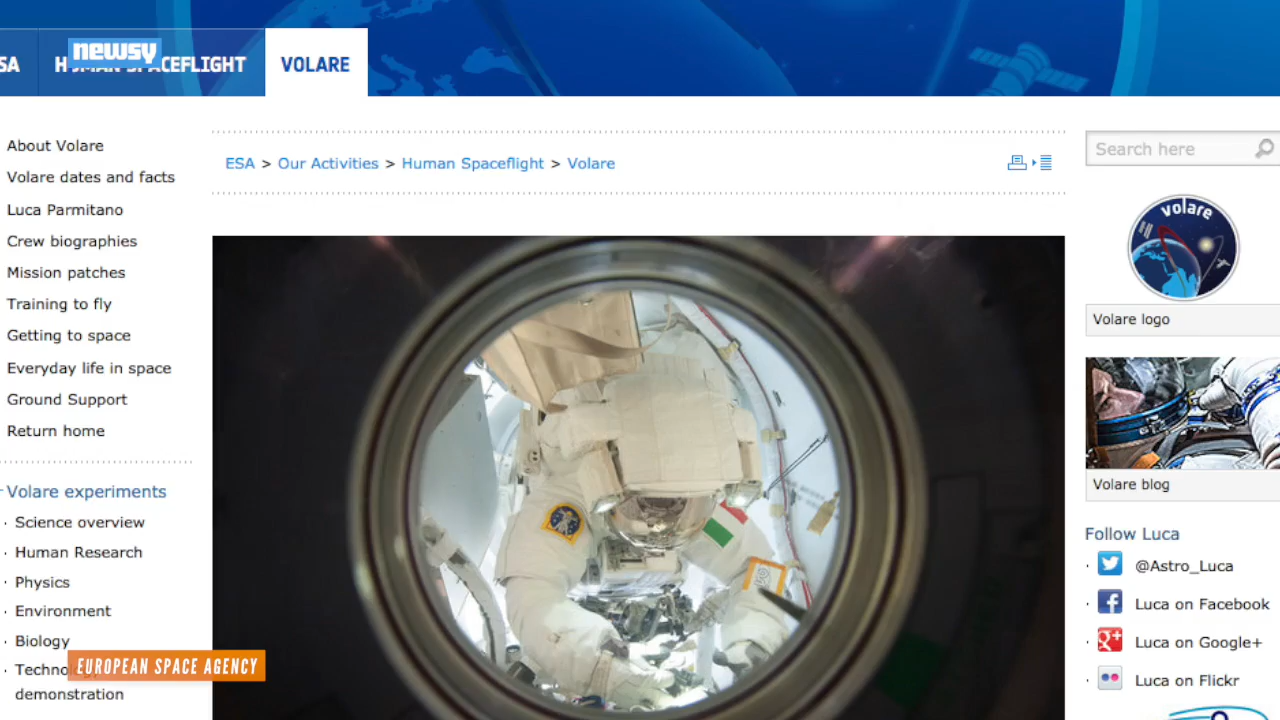 newsy
SA
HUMAN SPACEFLIGHT
VOLARE
About Volare
Volare dates and facts
Luca Parmitano
Crew biographies
Mission patches
Training to fly
Getting to space
Everyday life in space
Ground Support
Return home
Volare experiments
Science overview
Human Research
Physics
Environment
Biology
Technology
demonstration
EUROPEAN SPACE AGENCY
ESA > Our Activities > Human Spaceflight > Volare
Search here
volare
Volare logo
Volare blog
Follow Luca
@Astro_Luca
Luca on Facebook
Luca on Google+
Luca on Flickr